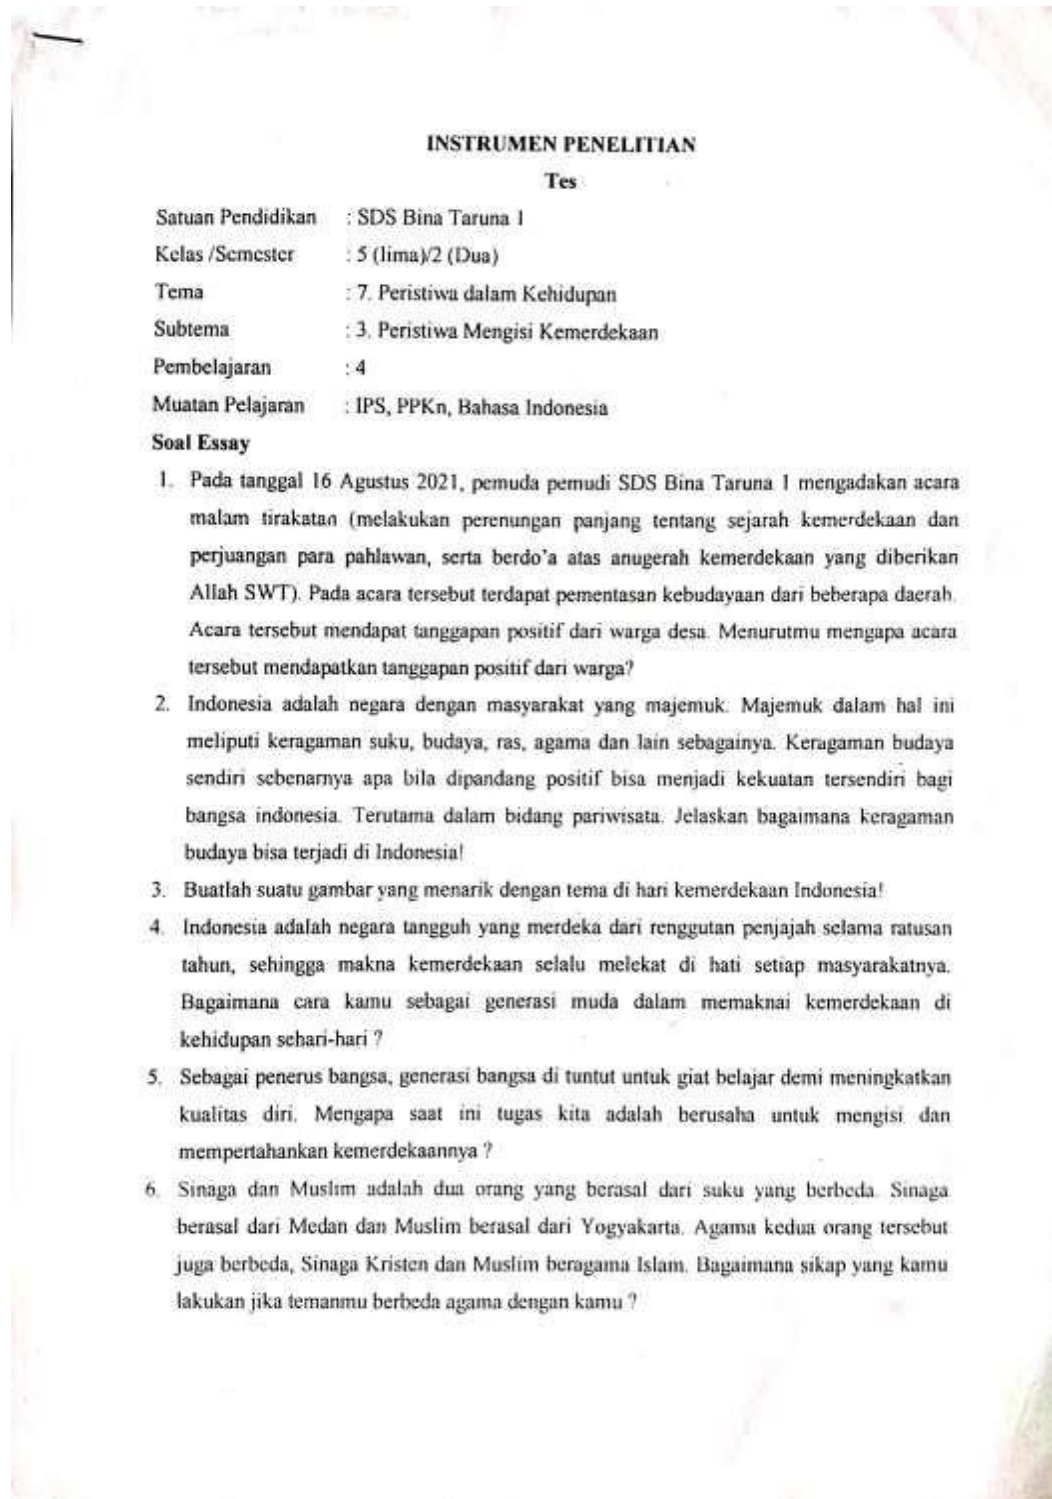 INSTRUMEN PENELITIAN
Tes
Satuan Pendidikan : SDS Bina Taruna 1
Kelas /Semester : 5 (lima)/2 (Dua)
Tema : 7. Peristiwa dalam Kehidupan
Subtema : 3. Peristiwa Mengisi Kemerdekaan
Pembelajaran : 4
Muatan Pelajaran : IPS, PPKn, Bahasa Indonesia
Soal Essay
1. Pada tanggal 16 Agustus 2021, pemuda pemudi SDS Bina Taruna 1 mengadakan acara
malam tirakatan (melakukan perenungan panjang tentang sejarah kemerdekaan dan
perjuangan para pahlawan, serta berdo'a atas anugerah kemerdekaan yang diberikan
Allah SWT). Pada acara tersebut terdapat pementasan kebudayaan dari beberapa daerah.
Acara tersebut mendapat tanggapan positif dari warga desa. Menurutmu mengapa acara
tersebut mendapatkan tanggapan positif dari warga?
2. Indonesia adalah negara dengan masyarakat yang majemuk. Majemuk dalam hal ini
meliputi keragaman suku, budaya, ras, agama dan lain sebagainya. Keragaman budaya
sendiri sebenarnya apa bila dipandang positif bisa menjadi kekuatan tersendiri bagi
bangsa indonesia. Terutama dalam bidang pariwisata. Jelaskan bagaimana keragaman
budaya bisa terjadi di Indonesia!
3. Buatlah suatu gambar yang menarik dengan tema di hari kemerdekaan Indonesia!
4. Indonesia adalah negara tangguh yang merdeka dari renggutan penjajah selama ratusan
tahun, sehingga makna kemerdekaan selalu melekat di hati setiap masyarakatnya.
Bagaimana cara kamu sebagai generasi muda dalam memaknai kemerdekaan di
kehidupan sehari-hari ?
5. Sebagai penerus bangsa, generasi bangsa di tuntut untuk giat belajar demi meningkatkan
kualitas diri. Mengapa saat ini tugas kita adalah berusaha untuk mengisi dan
mempertahankan kemerdekaannya ?
6. Sinaga dan Muslim adalah dua orang yang berasal dari suku yang berbeda. Sinaga
berasal dari Medan dan Muslim berasal dari Yogyakarta. Agama kedua orang tersebut
juga berbeda, Sinaga Kristen dan Muslim beragama Islam. Bagaimana sikap yang kamu
lakukan jika temanmu berbeda agama dengan kamu ?